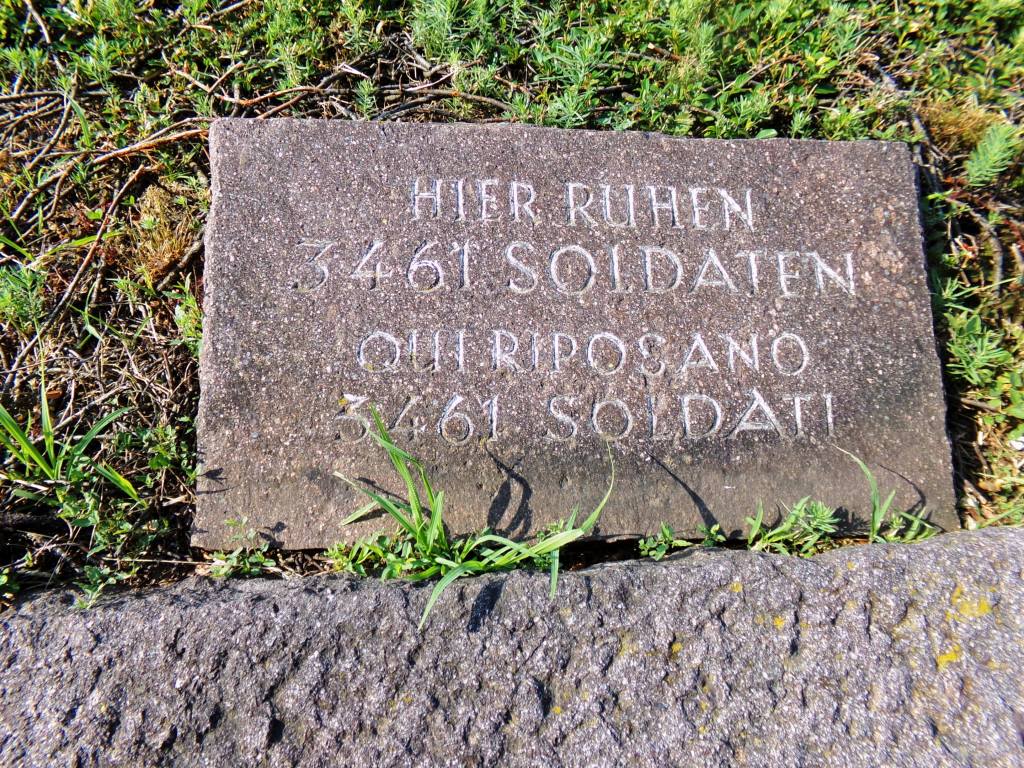 HIER RUHEN
3461 SOLDATEN
QUI RIPOSANO
3461 SOLDATI